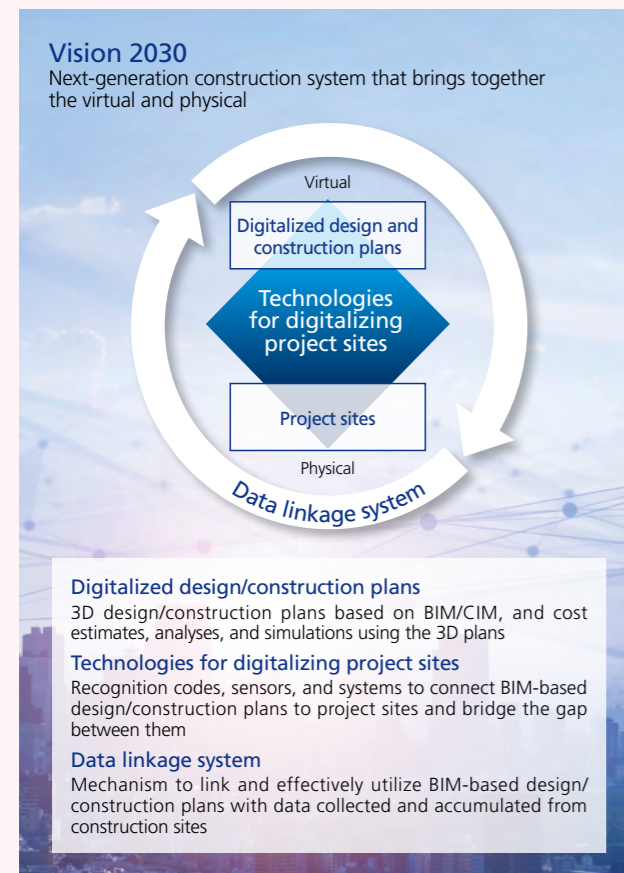 Vision 2030
Next-generation construction system that brings together
the virtual and physical
Virtual
Digitalized design and
construction plans
Technologies
for digitalizing
project sites
Project sites
Physical
Data linkage system
Digitalized design/construction plans
3D design/construction plans based on BIM/CIM, and cost
estimates, analyses, and simulations using the 3D plans
Technologies for digitalizing project sites
Recognition codes, sensors, and systems to connect BIM-based
design/construction plans to project sites and bridge the gap
between them
Data linkage system
Mechanism to link and effectively utilize BIM-based design/
construction plans with data collected and accumulated from
construction sites